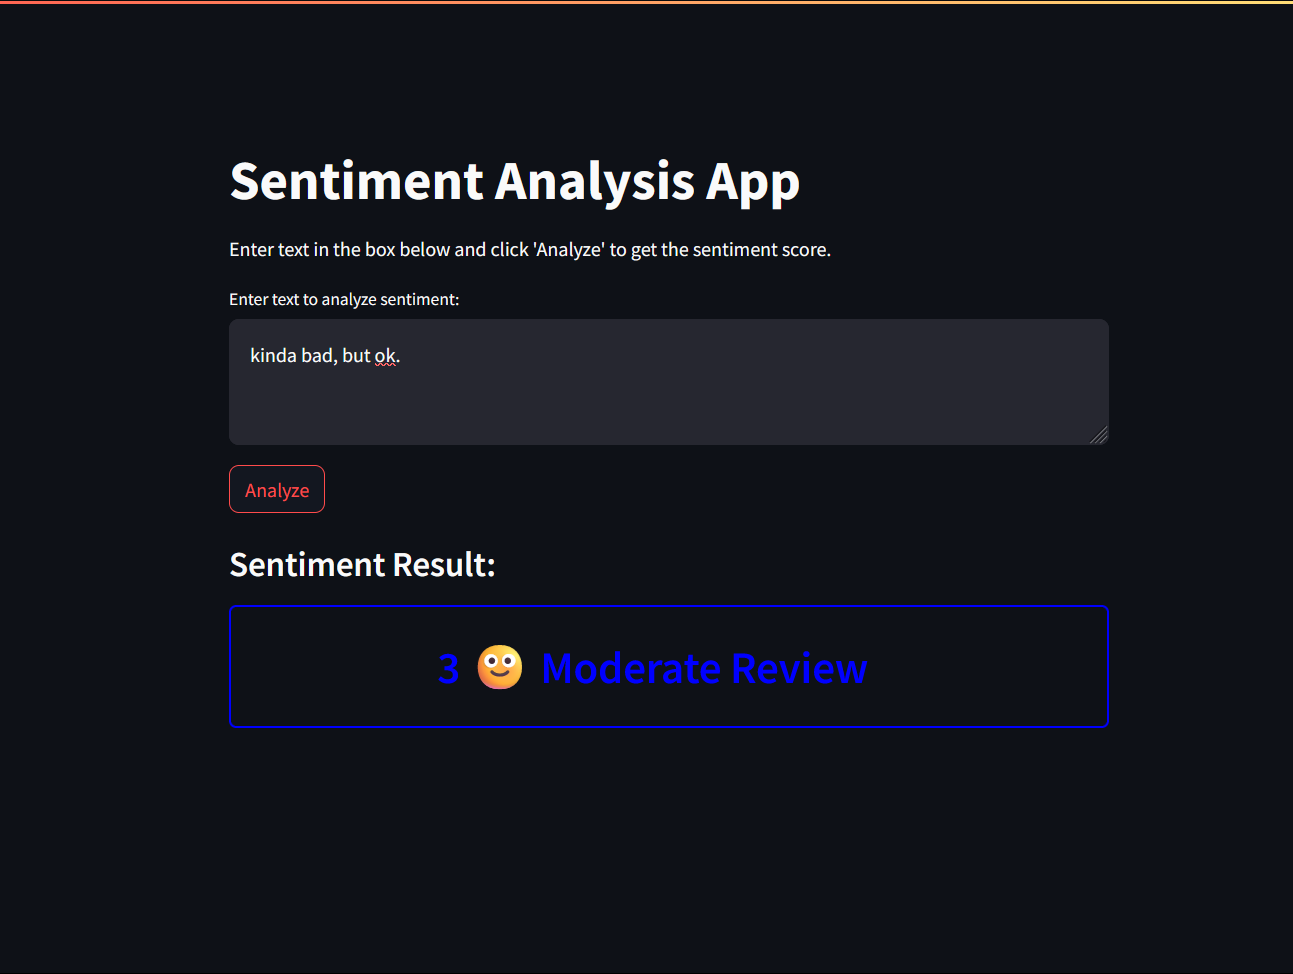 Sentiment Analysis App
Enter text in the box below and click 'Analyze' to get the sentiment score.
Enter text to analyze sentiment:
kinda bad, but ok.
Analyze
Sentiment Result:
3 🙂 Moderate Review